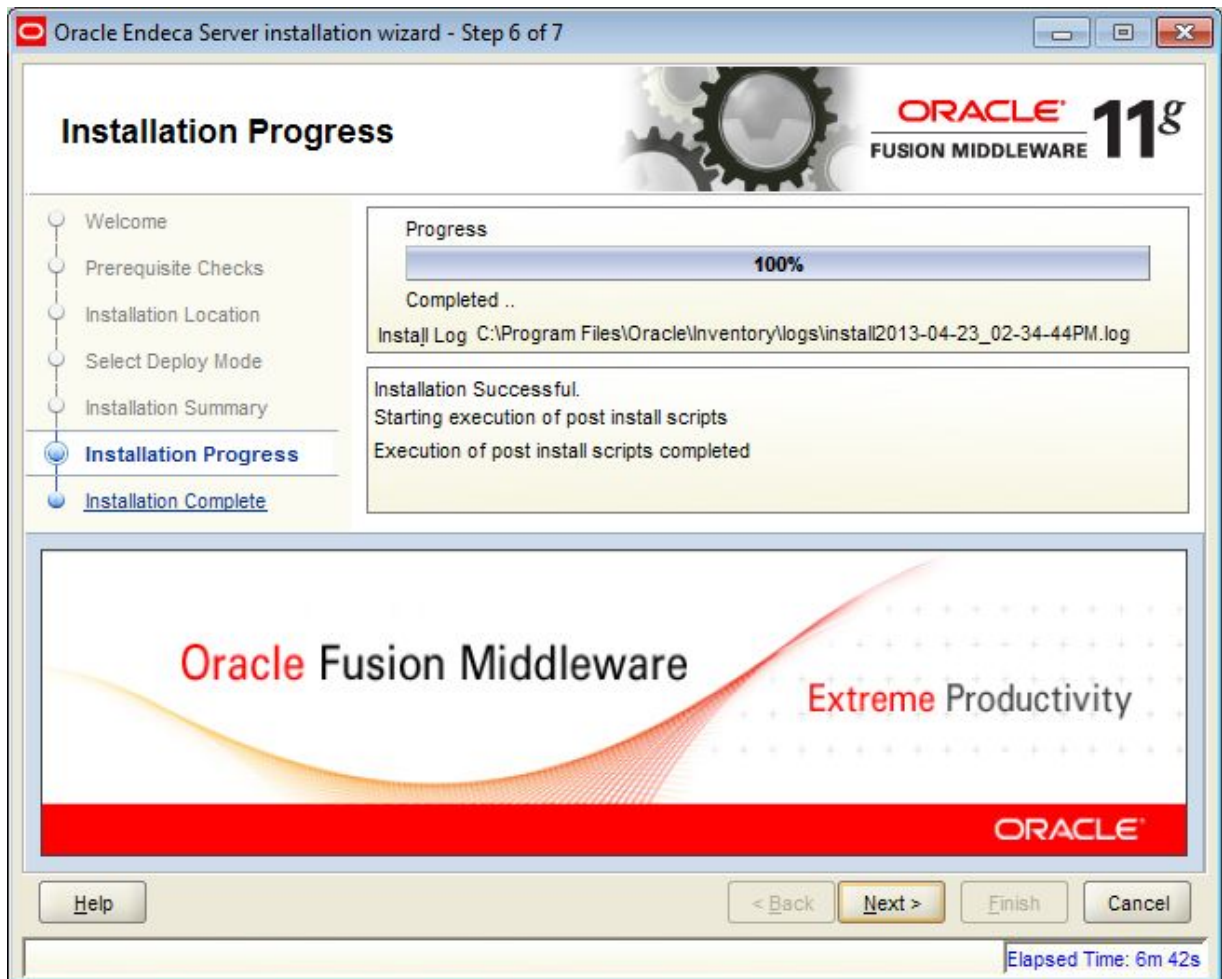 Oracle Endeca Server installation wizard - Step 6 of 7
Installation Progress
ORACLE 11g
FUSION MIDDLEWARE
Welcome
Prerequisite Checks
Installation Location
Select Deploy Mode
Installation Summary
Installation Progress
Installation Complete
Progress
100%
Completed ..
Install Log C:\Program Files\Oracle\Inventory\logs\install2013-04-23_02-34-44PM.log
Installation Successful.
Starting execution of post install scripts
Execution of post install scripts completed
Oracle Fusion Middleware
Extreme Productivity
ORACLE
Help < Back Next > Finish Cancel
Elapsed Time: 6m 42s